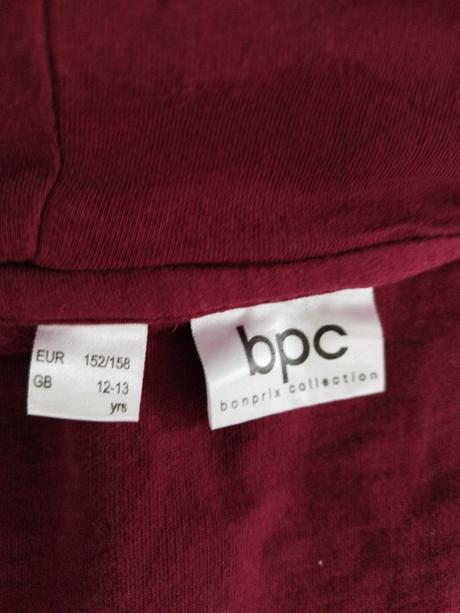 EUR 152/158
GB 12-13
yrs
bpc
bonprix collection